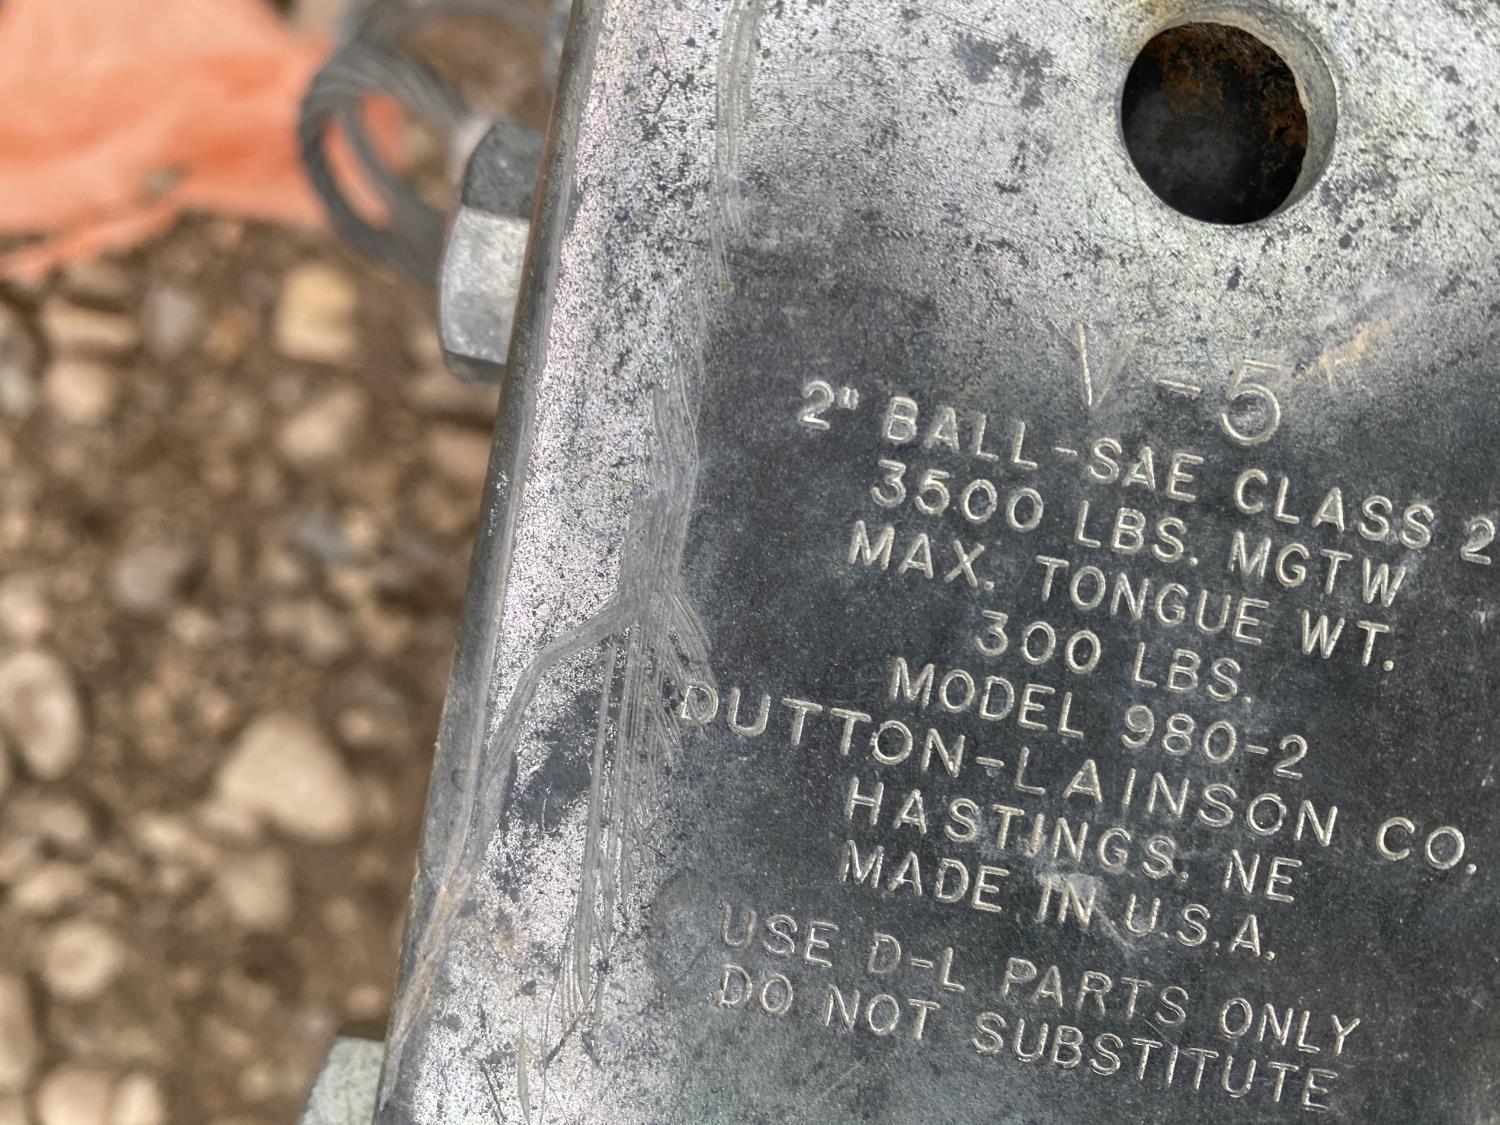 V-5
2" BALL-SAE CLASS 2
3500 LBS. MGTW
MAX. TONGUE WT.
300 LBS.
MODEL 980-2
DUTTON-LAINSON CO.
HASTINGS, NE
MADE IN U.S.A.
USE D-L PARTS ONLY
DO NOT SUBSTITUTE